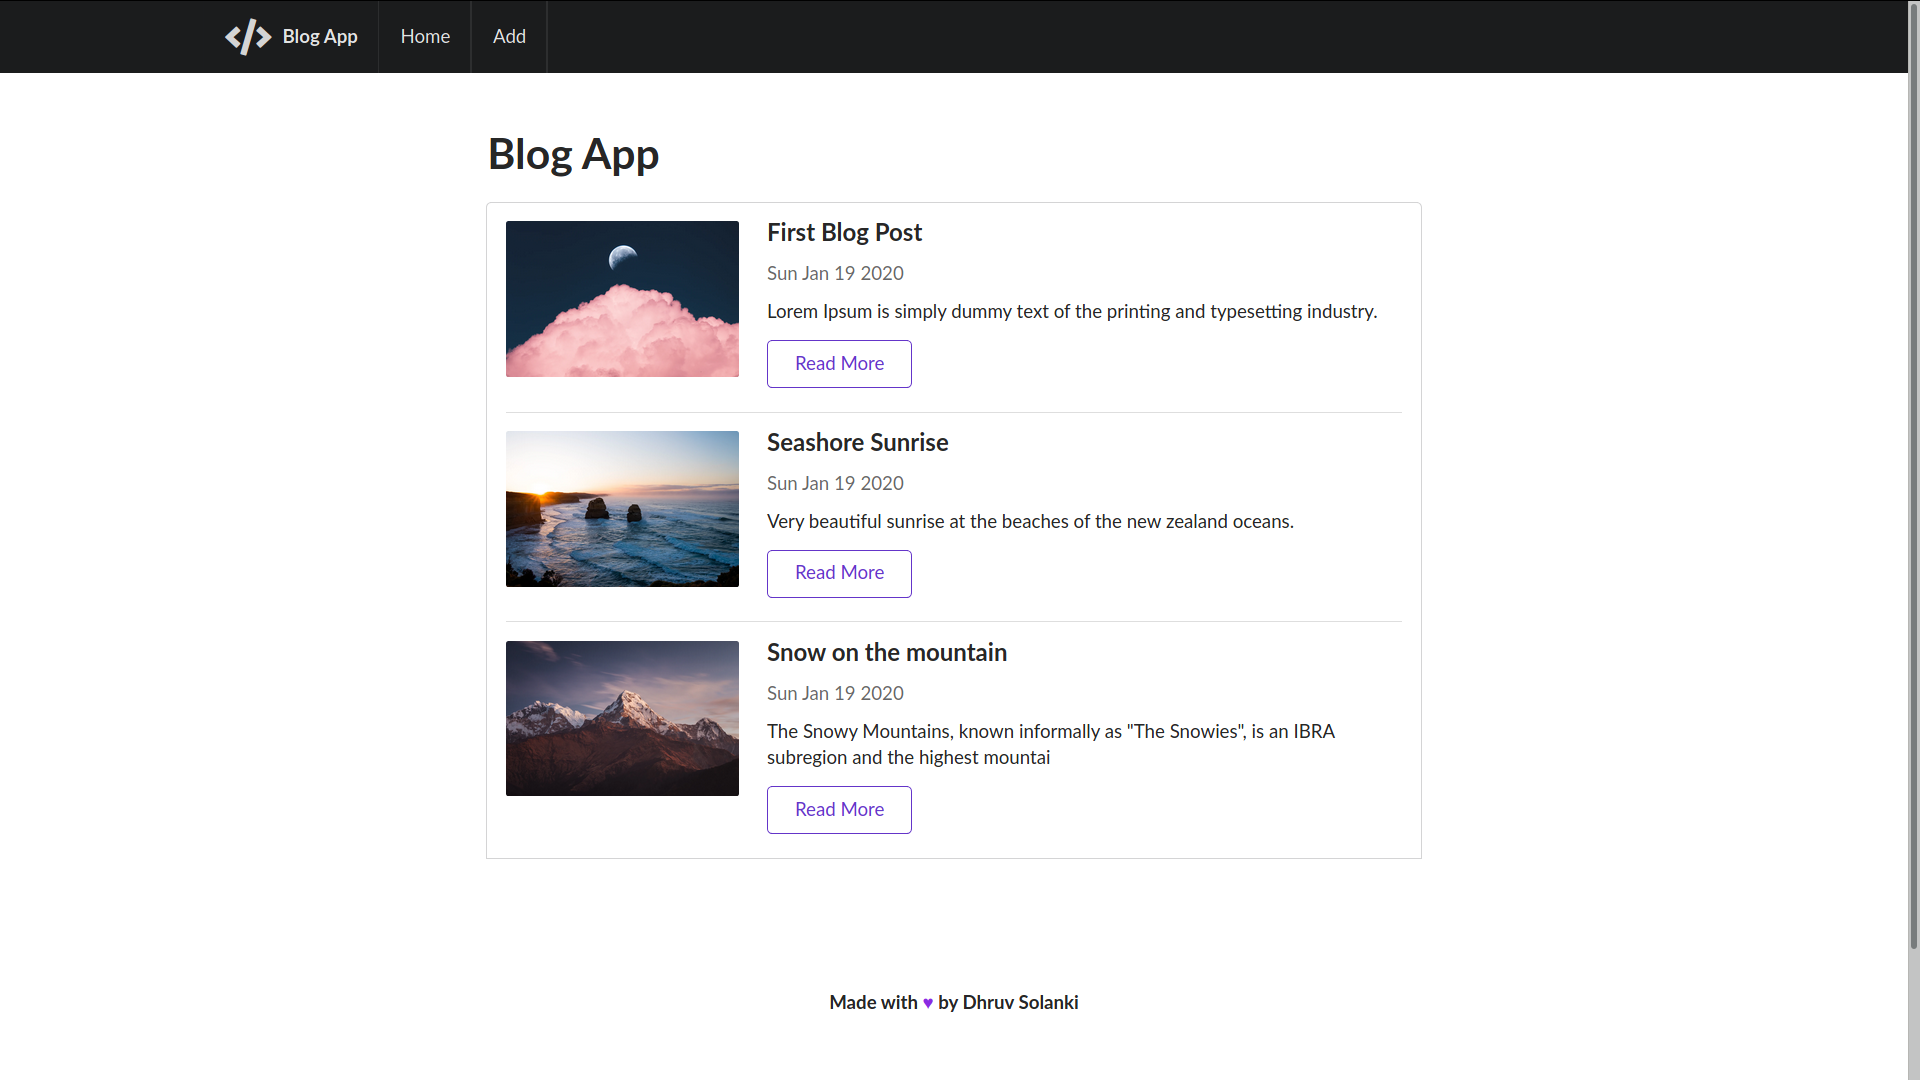 Blog App Home Add
Blog App
First Blog Post
Sun Jan 19 2020
Lorem Ipsum is simply dummy text of the printing and typesetting industry.
Read More
Seashore Sunrise
Sun Jan 19 2020
Very beautiful sunrise at the beaches of the new zealand oceans.
Read More
Snow on the mountain
Sun Jan 19 2020
The Snowy Mountains, known informally as "The Snowies", is an IBRA
subregion and the highest mountai
Read More
Made with ♥ by Dhruv Solanki